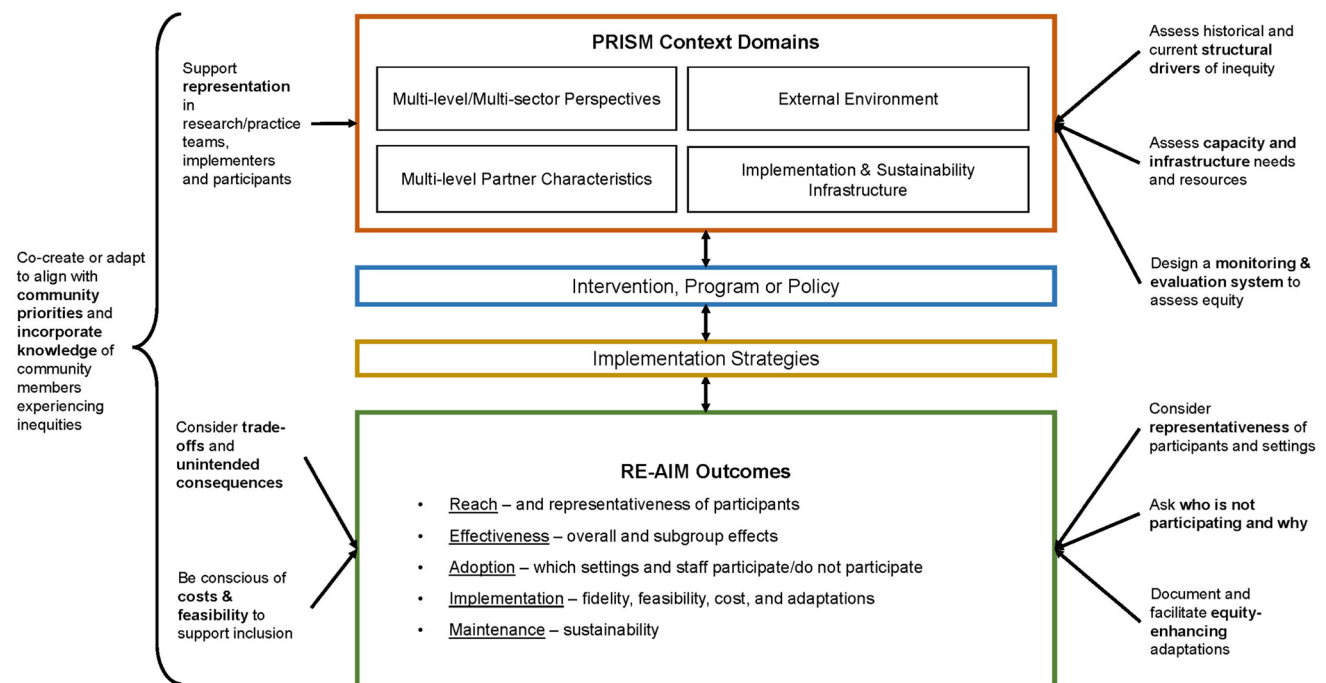 Co-create or adapt
to align with
community
priorities and
incorporate
knowledge of
community
members
experiencing
inequities
Support
representation
in
research/practice
teams,
implementers
and participants
Consider trade-
offs and
unintended
consequences
Be conscious of
costs &
feasibility to
support inclusion
PRISM Context Domains
Multi-level/Multi-sector Perspectives
External Environment
Multi-level Partner Characteristics
Implementation & Sustainability
Infrastructure
Intervention, Program or Policy
Implementation Strategies
RE-AIM Outcomes
• Reach – and representativeness of participants
• Effectiveness – overall and subgroup effects
• Adoption – which settings and staff participate/do not participate
• Implementation – fidelity, feasibility, cost, and adaptations
• Maintenance – sustainability
Assess historical and
current structural
drivers of inequity
Assess capacity and
infrastructure needs
and resources
Design a monitoring &
evaluation system to
assess equity
Consider
representativeness of
participants and settings
Ask who is not
participating and why
Document and
facilitate equity-
enhancing
adaptations